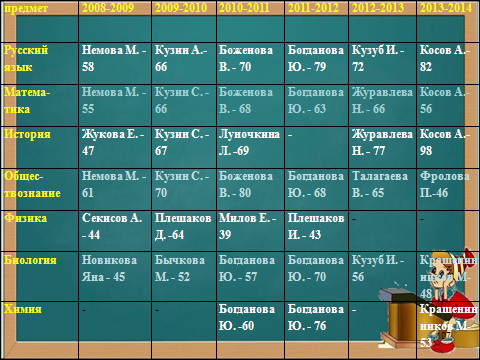 предмет 2008-2009 2009-2010 2010-2011 2011-2012 2012-2013 2013-2014
Русский Немова М. - Кузин А.- Боженова Богданова Кузуб И. - Косов А.-
язык 58 66 В. - 70 Ю. - 79 72 82
Матема- Немова М. - Кузин С. - Боженова Богданова Журавлева Косов А. -
тика 55 66 В. - 68 Ю. - 63 Н. - 66 56
История Жукова Е. - Кузин С. - Луночкина - Журавлева Косов А.-
47 67 Л. -69 Н. - 77 98
Общес- Немова М. - Кузин С. - Боженова Богданова Талагаева Фролова
твознание 61 70 В. - 80 Ю. - 68 В. - 65 П.-46
Физика Секисов А. Плешаков Милов Е. - Плешаков - -
- 44 Д. -64 39 И. - 43
Биология Новикова Бычкова Богданова Богданова Кузуб И. - Крашенин
Яна - 45 М. - 52 Ю. - 57 Ю. - 70 56 ников М-
48
Химия - - Богданова Богданова - Крашенин
Ю. -60 Ю. - 76 ников М -
53